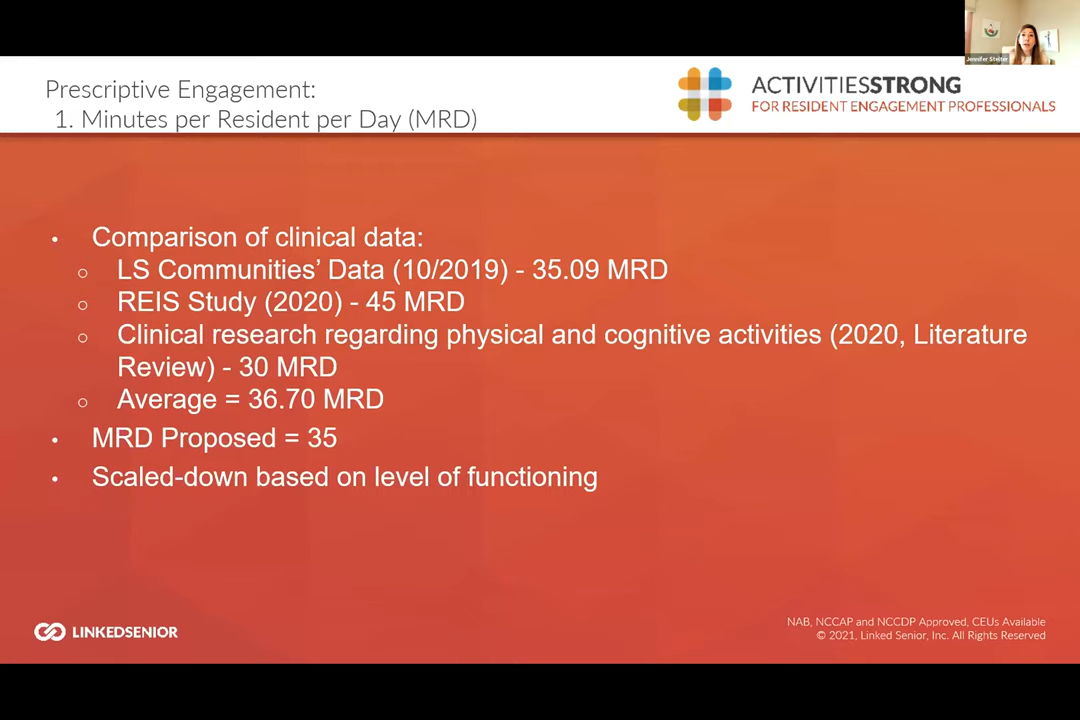 Jennifer Stelter
Prescriptive Engagement:
1. Minutes per Resident per Day (MRD)
ACTIVITIESSTRONG
FOR RESIDENT ENGAGEMENT PROFESSIONALS
• Comparison of clinical data:
○ LS Communities’ Data (10/2019) - 35.09 MRD
○ REIS Study (2020) - 45 MRD
○ Clinical research regarding physical and cognitive activities (2020, Literature
Review) - 30 MRD
○ Average = 36.70 MRD
• MRD Proposed = 35
• Scaled-down based on level of functioning
LINKEDSENIOR
NAB, NCCAP and NCCDP Approved, CEUs Available
© 2021, Linked Senior, Inc. All Rights Reserved